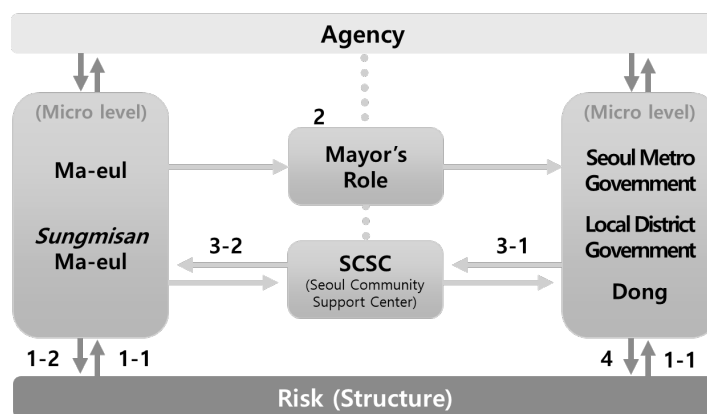 Agency
(Micro level)
Ma-eul
Sungmisan
Ma-eul
2
Mayor's
Role
(Micro level)
Seoul Metro
Government
Local District
Government
Dong
3-2
SCSC
(Seoul Community
Support Center)
3-1
1-2
1-1
4
1-1
Risk (Structure)